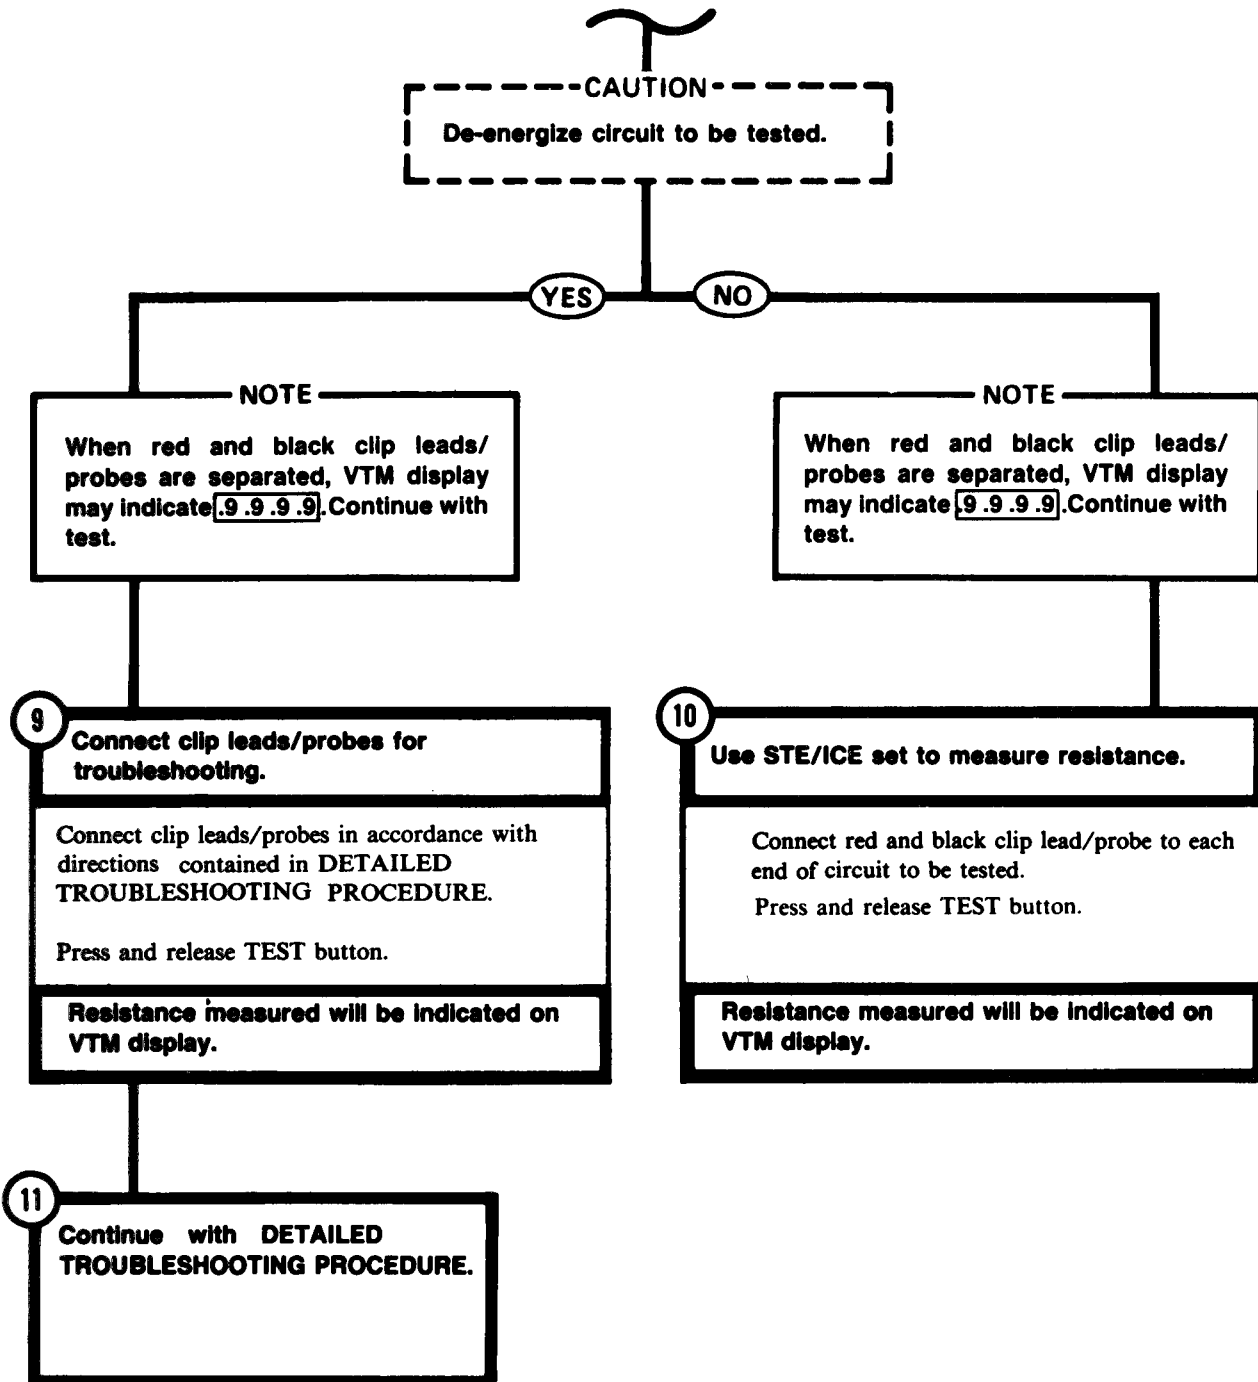 CAUTION
De-energize circuit to be tested.
YES
NO
NOTE
When red and black clip leads/
probes are separated, VTM display
may indicate .9 .9 .9 .9 .Continue with
test.
NOTE
When red and black clip leads/
probes are separated, VTM display
may indicate .9 .9 .9 .9 .Continue with
test.
9
Connect clip leads/probes for
troubleshooting.
Connect clip leads/probes in accordance with
directions contained in DETAILED
TROUBLESHOOTING PROCEDURE.
Press and release TEST button.
Resistance measured will be indicated on
VTM display.
10
Use STE/ICE set to measure resistance.
Connect red and black clip lead/probe to each
end of circuit to be tested.
Press and release TEST button.
Resistance measured will be indicated on
VTM display.
11
Continue with DETAILED
TROUBLESHOOTING PROCEDURE.